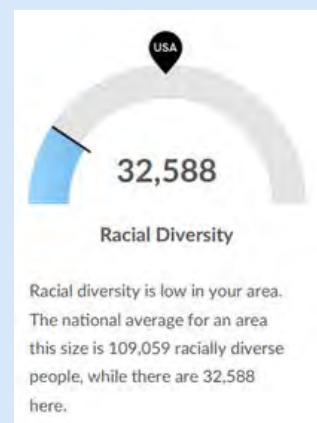 USA
32,588
Racial Diversity
Racial diversity is low in your area.
The national average for an area
this size is 109,059 racially diverse
people, while there are 32,588
here.